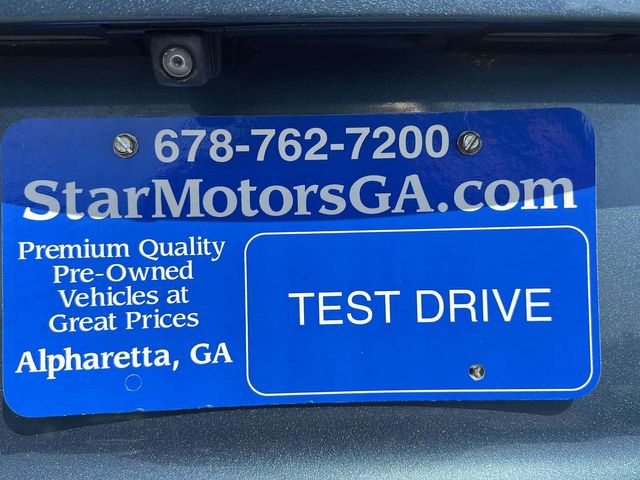 678-762-7200
StarMotorsGA.com
Premium Quality
Pre-Owned
Vehicles at
Great Prices
Alpharetta, GA
TEST DRIVE